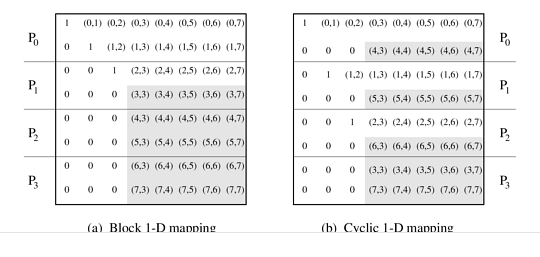 1 (0,1) (0,2) (0,3) (0,4) (0,5) (0,6) (0,7)
P0
0 1 (1,2) (1,3) (1,4) (1,5) (1,6) (1,7)
0 0 1 (2,3) (2,4) (2,5) (2,6) (2,7)
P1
0 0 0 (3,3) (3,4) (3,5) (3,6) (3,7)
0 0 0 (4,3) (4,4) (4,5) (4,6) (4,7)
P2
0 0 0 (5,3) (5,4) (5,5) (5,6) (5,7)
0 0 0 (6,3) (6,4) (6,5) (6,6) (6,7)
P3
0 0 0 (7,3) (7,4) (7,5) (7,6) (7,7)
(a) Block 1-D mapping
1 (0,1) (0,2) (0,3) (0,4) (0,5) (0,6) (0,7)
P0
0 0 0 (4,3) (4,4) (4,5) (4,6) (4,7)
0 1 (1,2) (1,3) (1,4) (1,5) (1,6) (1,7)
P1
0 0 0 (5,3) (5,4) (5,5) (5,6) (5,7)
0 0 1 (2,3) (2,4) (2,5) (2,6) (2,7)
P2
0 0 0 (6,3) (6,4) (6,5) (6,6) (6,7)
0 0 0 (3,3) (3,4) (3,5) (3,6) (3,7)
P3
0 0 0 (7,3) (7,4) (7,5) (7,6) (7,7)
(b) Cyclic 1-D mapping